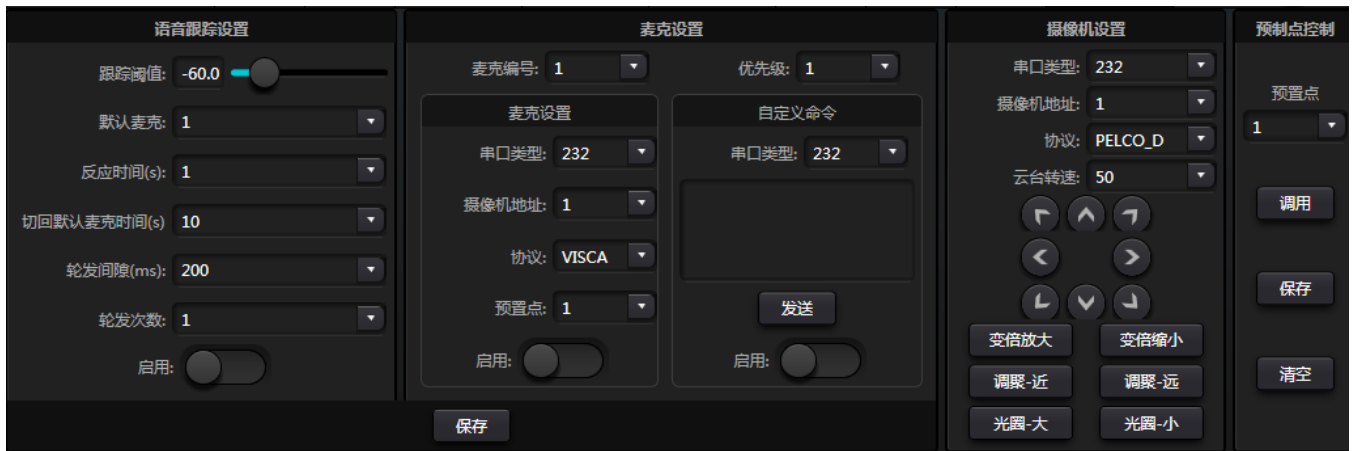 语音跟踪设置
跟踪阈值: -60.0
默认麦克: 1
反应时间(s): 1
切回默认麦克时间(s) 10
轮发间隙(ms): 200
轮发次数: 1
启用:
麦克设置
麦克编号: 1
优先级: 1
麦克设置
串口类型: 232
摄像机地址: 1
协议: VISCA
预置点: 1
启用:
自定义命令
串口类型: 232
发送
启用:
保存
摄像机设置
串口类型: 232
摄像机地址: 1
协议: PELCO_D
云台转速: 50
变倍放大 变倍缩小
调聚-近 调聚-远
光圈-大 光圈-小
预制点控制
预置点
1
调用
保存
清空